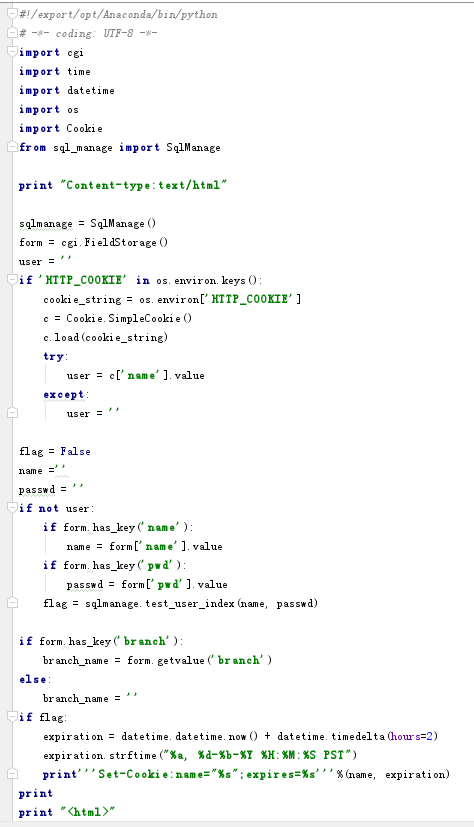 #!/export/opt/Anaconda/bin/python
# -*- coding: UTF-8 -*-
import cgi
import time
import datetime
import os
import Cookie
from sql_manage import SqlManage
print "Content-type:text/html"
sqlmanage = SqlManage()
form = cgi.FieldStorage()
user = ''
if 'HTTP_COOKIE' in os.environ.keys():
cookie_string = os.environ['HTTP_COOKIE']
c = Cookie.SimpleCookie()
c.load(cookie_string)
try:
user = c['name'].value
except:
user = ''
flag = False
name =''
passwd = ''
if not user:
if form.has_key('name'):
name = form['name'].value
if form.has_key('pwd'):
passwd = form['pwd'].value
flag = sqlmanage.test_user_index(name, passwd)
if form.has_key('branch'):
branch_name = form.getvalue('branch')
else:
branch_name = ''
if flag:
expiration = datetime.datetime.now() + datetime.timedelta(hours=2)
expiration.strftime("%a, %d-%b-%Y %H:%M:%S PST")
print'''Set-Cookie:name="%s";expires=%s'''%(name, expiration)
print
print "<html>"